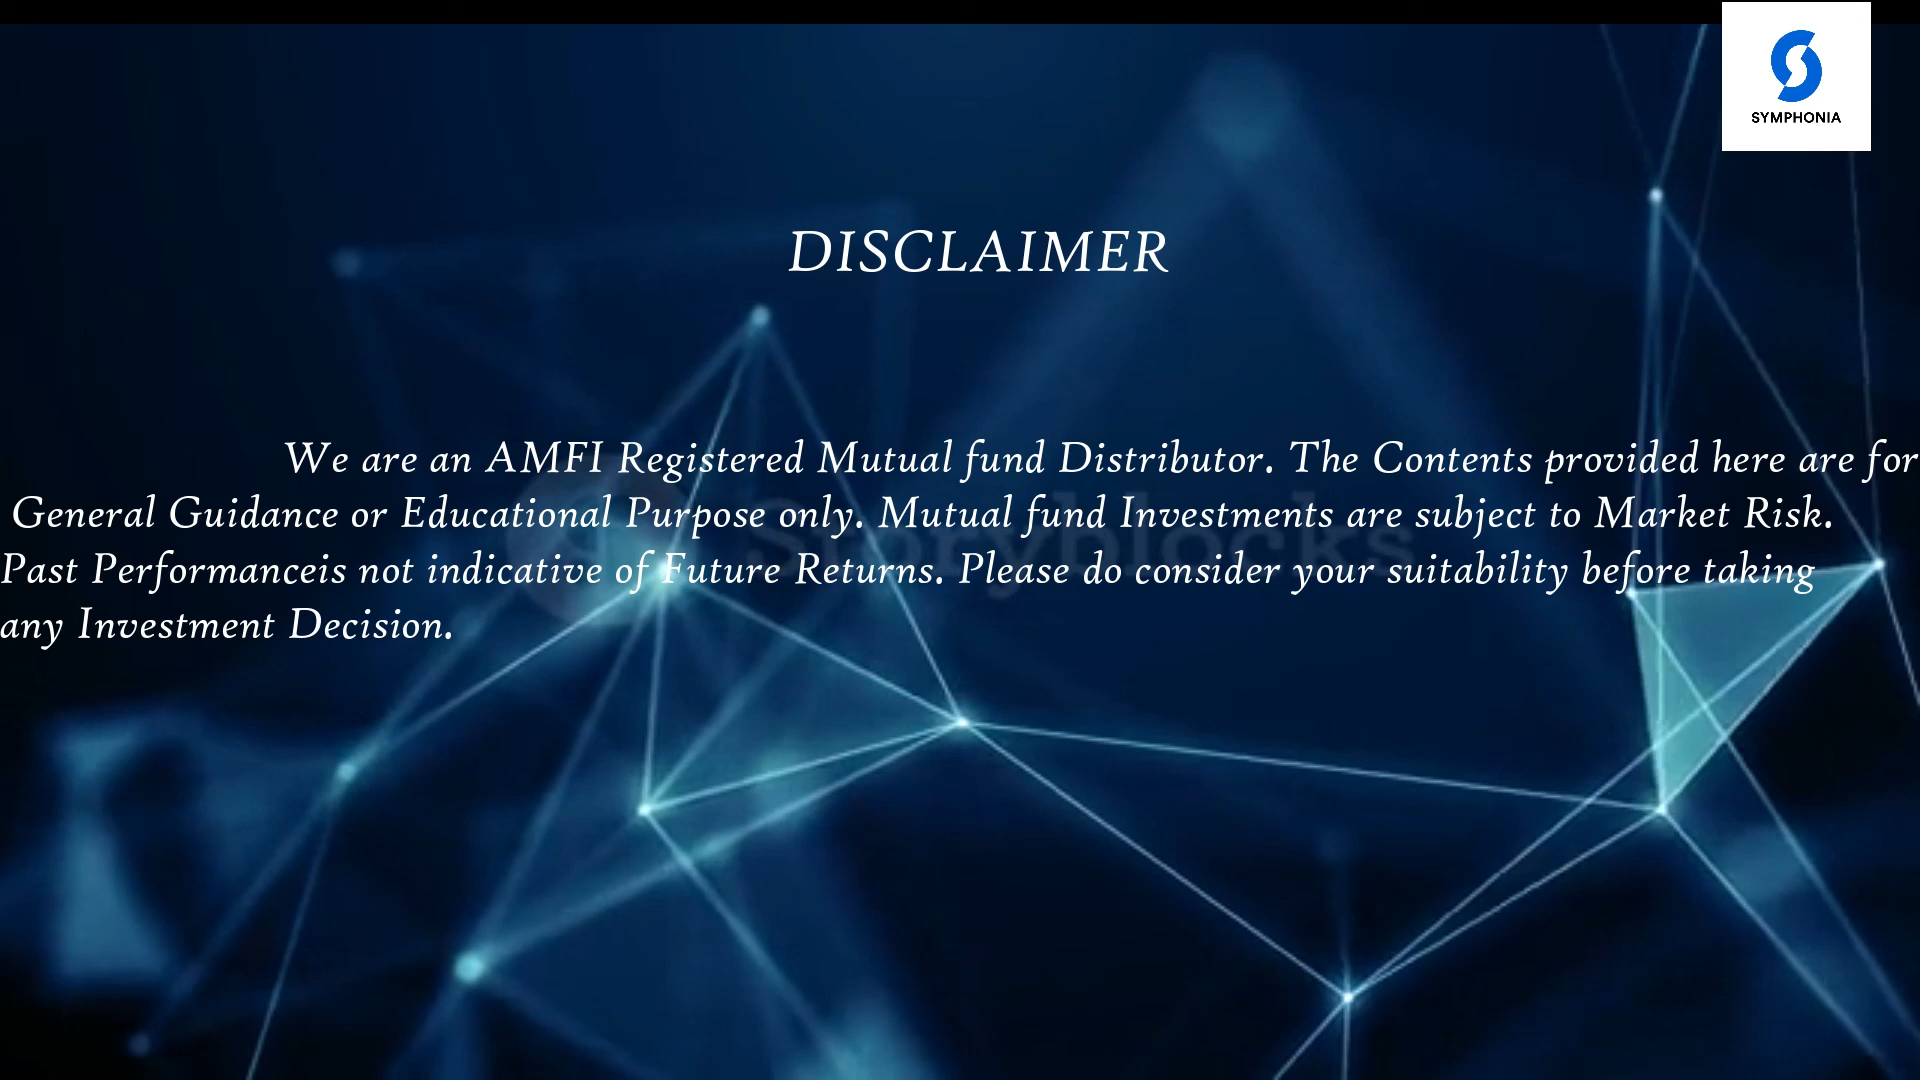 SYMPHONIA
DISCLAIMER
We are an AMFI Registered Mutual fund Distributor. The Contents provided here are for
General Guidance or Educational Purpose only. Mutual fund Investments are subject to Market Risk.
Past Performanceis not indicative of Future Returns. Please do consider your suitability before taking
any Investment Decision.
Storyblocks